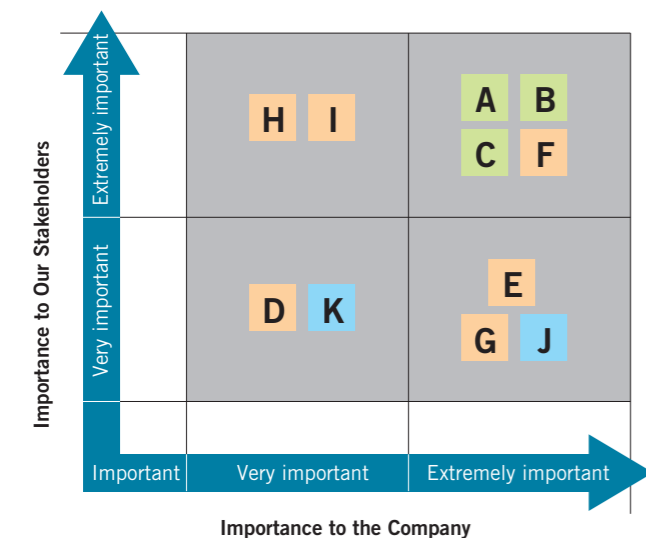 Importance to Our Stakeholders
Extremely important
Very important
H I
A B
C F
D K
E
G J
Important
Very important
Extremely important
Importance to the Company